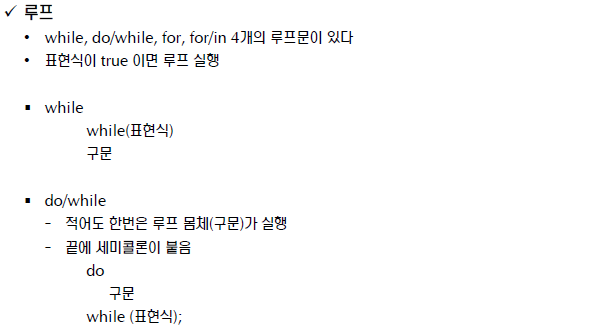 ✓ 루프
• while, do/while, for, for/in 4개의 루프문이 있다
• 표현식이 true 이면 루프 실행
▪ while
while(표현식)
구문
▪ do/while
- 적어도 한번은 루프 몸체(구문)가 실행
- 끝에 세미콜론이 붙음
do
구문
while (표현식);